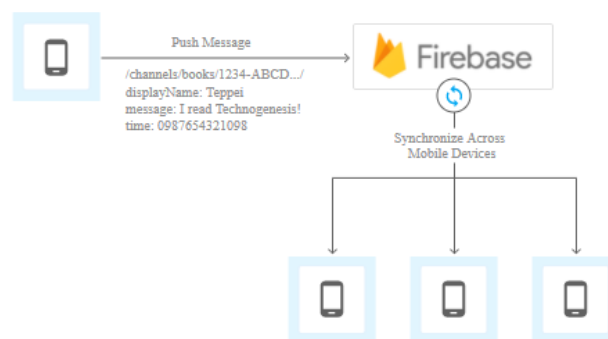 Push Message
Firebase
/channels/books/1234-ABCD.../
displayName: Teppei
message: I read Technogenesis!
time: 0987654321098
Synchronize Across
Mobile Devices